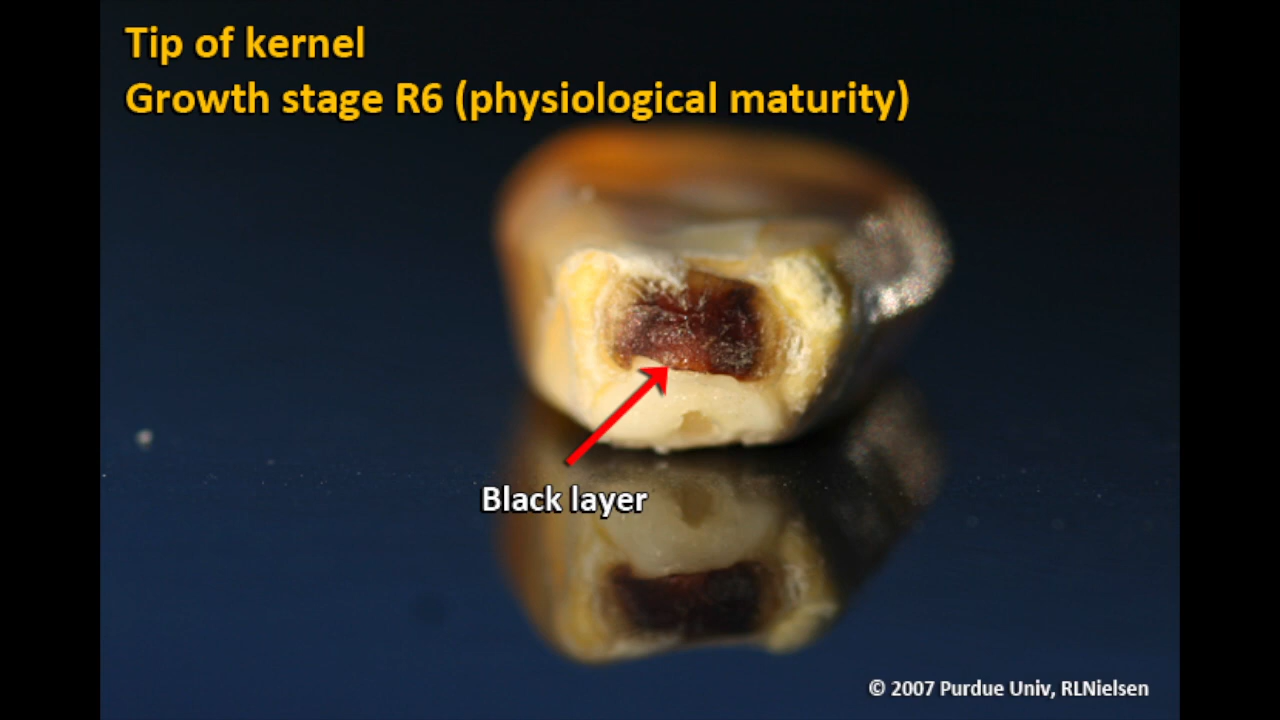 Tip of kernel
Growth stage R6 (physiological maturity)
Black layer
© 2007 Purdue Univ, RLNielsen